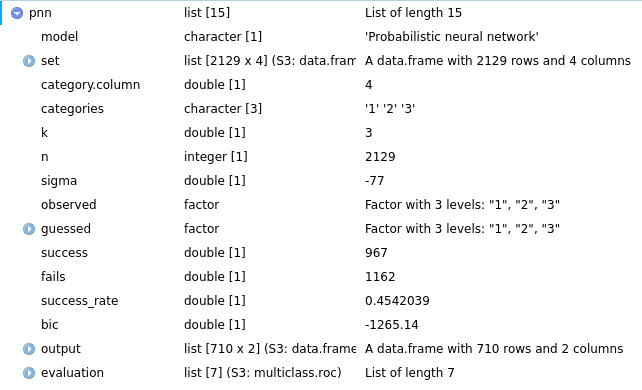 pnn list [15] List of length 15
model character [1] 'Probabilistic neural network'
set list [2129 x 4] (S3: data.fram A data.frame with 2129 rows and 4 columns
category.column double [1] 4
categories character [3] '1' '2' '3'
k double [1] 3
n integer [1] 2129
sigma double [1] -77
observed factor Factor with 3 levels: "1", "2", "3"
guessed factor Factor with 3 levels: "1", "2", "3"
success double [1] 967
fails double [1] 1162
success_rate double [1] 0.4542039
bic double [1] -1265.14
output list [710 x 2] (S3: data.frame A data.frame with 710 rows and 2 columns
evaluation list [7] (S3: multiclass.roc) List of length 7